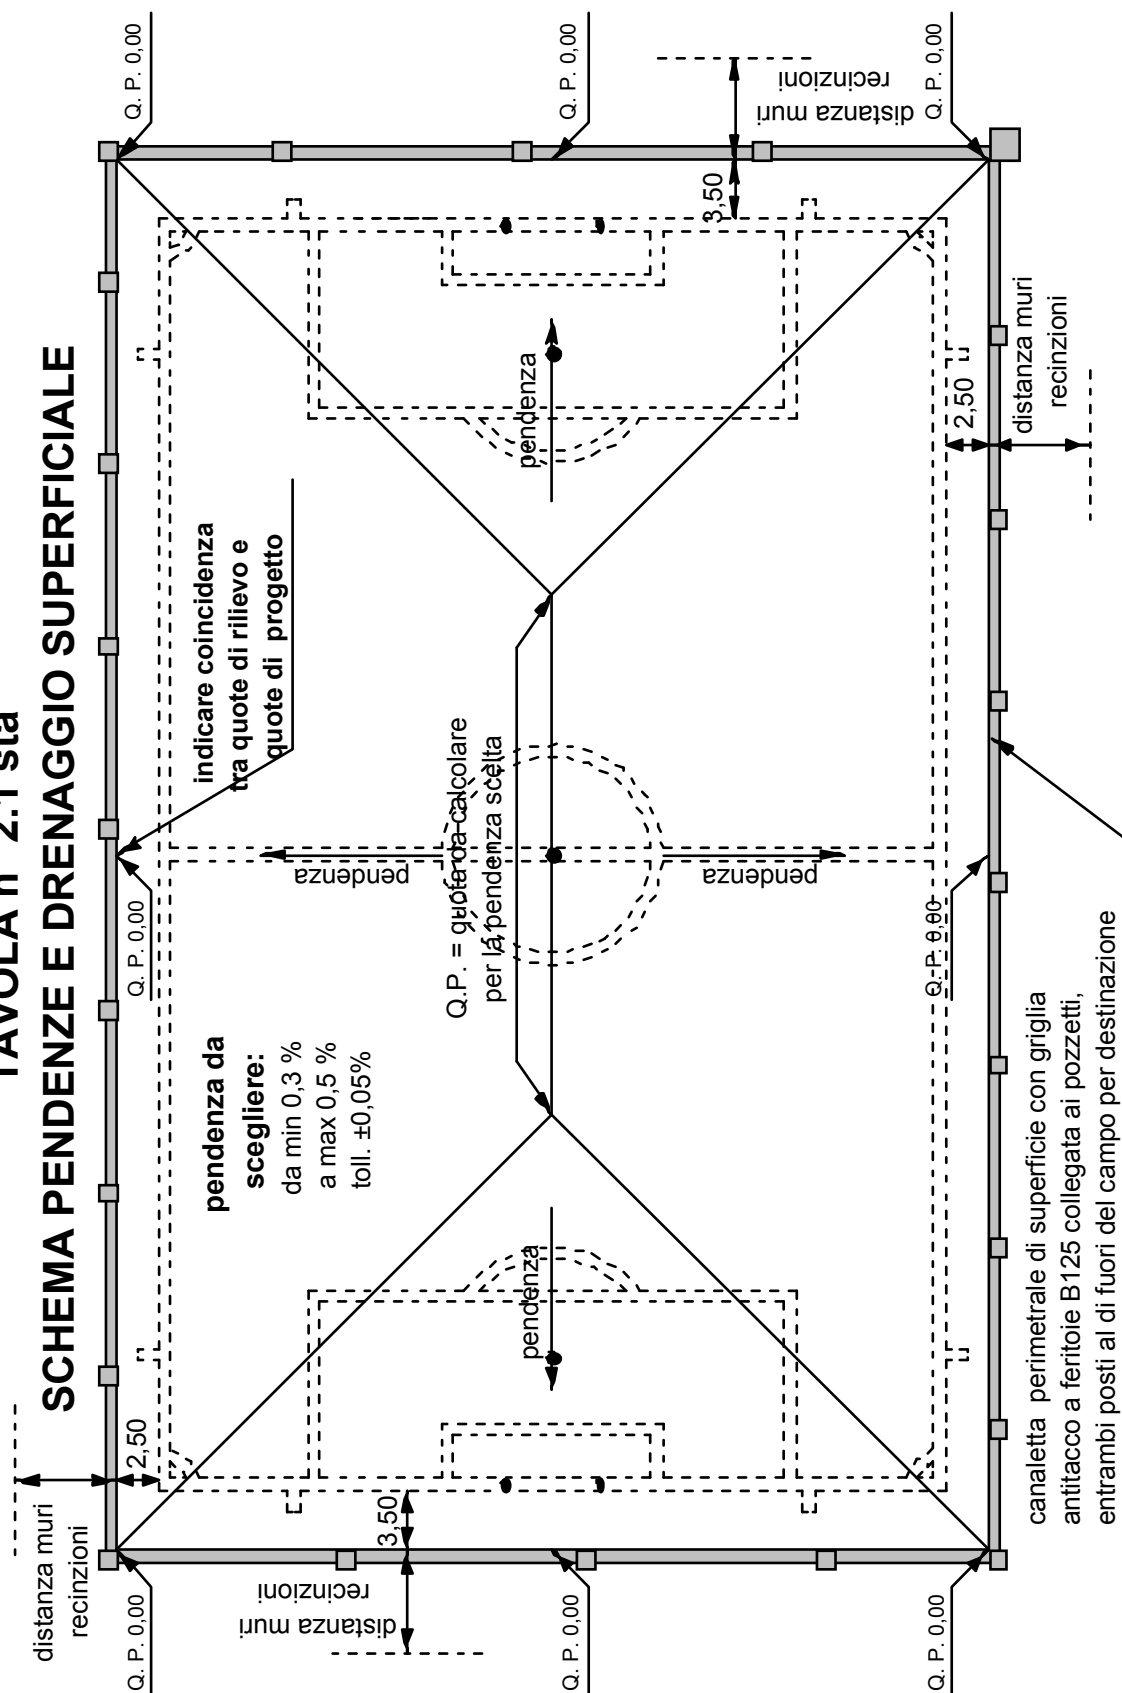 TAVOLA n° 2.1 sta
SCHEMA PENDENZE E DRENAGGIO SUPERFICIALE
distanza muri
recinzioni
2,50
Q. P. 0,00
Q. P. 0,00
Q. P. 0,00
indicare coincidenza
tra quote di rilievo e
quote di progetto
pendenza da
scegliere:
da min 0,3 %
a max 0,5 %
toll. ±0,05%
pendenza
distanza muri
recinzioni
3,50
Q.P. = quota da calcolare
per la pendenza scelta
pendenza
pendenza
Q. P. 0,00
Q. P. 0,00
pendenza
3,50
distanza muri
recinzioni
Q. P. 0,00
Q. P. 0,00
Q. P. 0,00
2,50
distanza muri
recinzioni
canaletta perimetrale di superficie con griglia
antitacco a feritoie B125 collegata ai pozzetti,
entrambi posti al di fuori del campo per destinazione